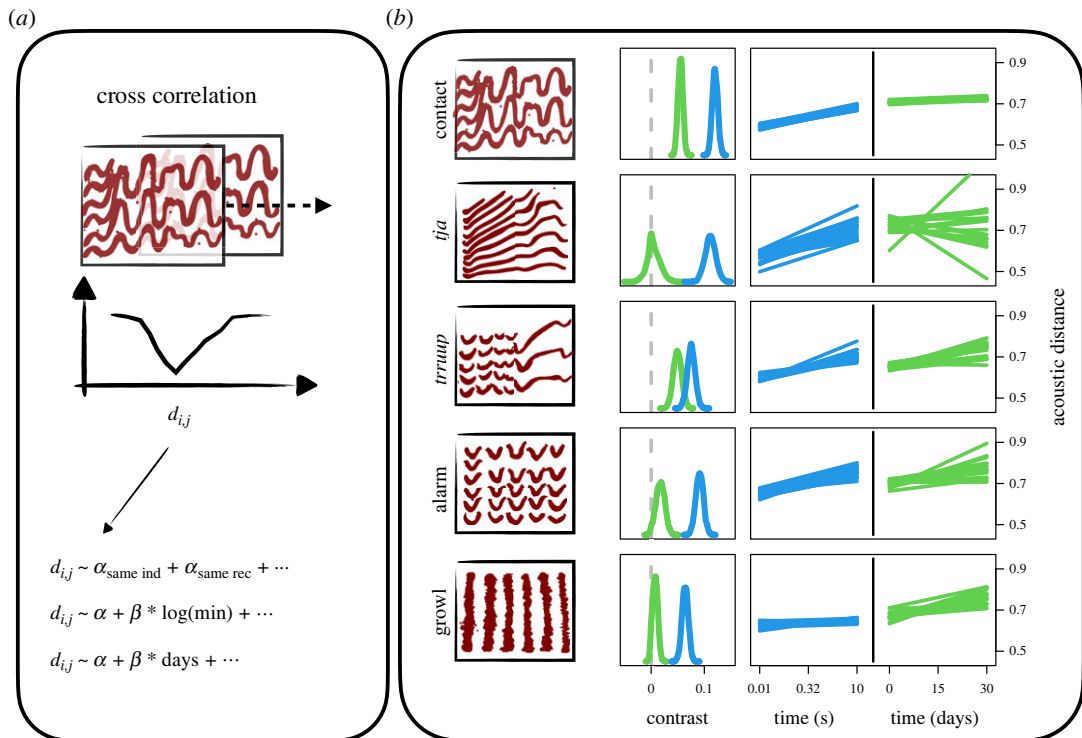 (a)
cross correlation
d_{i,j}
d_{i,j} ~ α_{same ind} + α_{same rec} + ⋯
d_{i,j} ~ α + β * log(min) + ⋯
d_{i,j} ~ α + β * days + ⋯
(b)
contact
0.9
0.7
0.5
tja
0.9
0.7
0.5
trruup
0.9
0.7
0.5
alarm
0.9
0.7
0.5
growl
0.9
0.7
0.5
acoustic distance
0 0.1
contrast
0.01 0.32 10
time (s)
0 15 30
time (days)